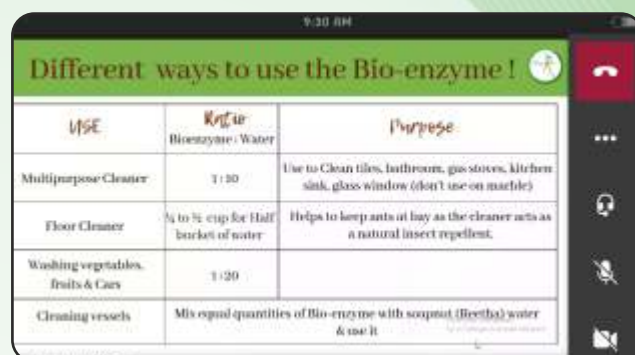 9:30 AM
Different ways to use the Bio-enzyme !
USE
Ratio
Bioenzyme : Water
Purpose
Multipurpose Cleaner
1:10
Use to Clean tiles, bathroom, gas stoves, kitchen
sink, glass window (don't use on marble)
Floor Cleaner
¼ to ½ cup for Half
bucket of water
Helps to keep ants at bay as the cleaner acts as
a natural insect repellent.
Washing vegetables,
fruits & Cars
1:20
Cleaning vessels
Mix equal quantities of Bio-enzyme with soapnut (Reetha) water
& use it